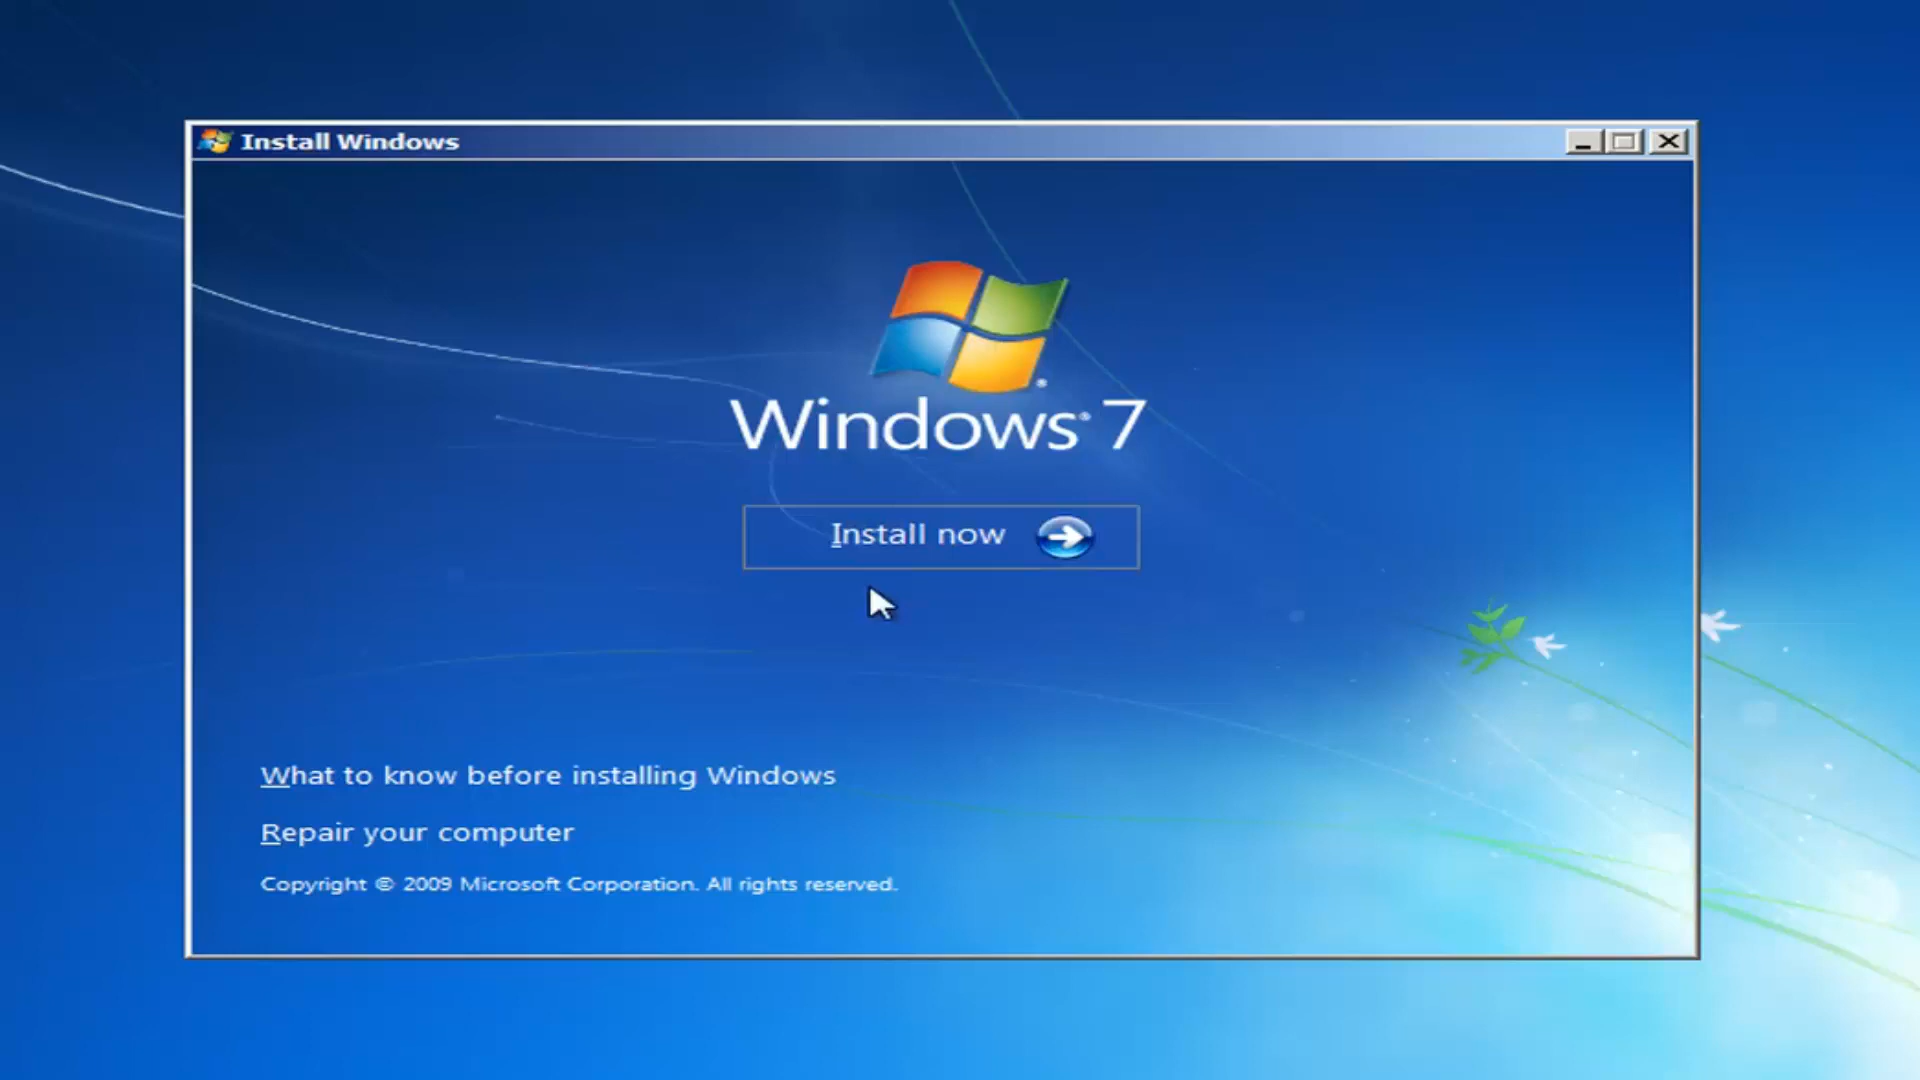 Install Windows
Windows® 7
Install now
What to know before installing Windows
Repair your computer
Copyright © 2009 Microsoft Corporation. All rights reserved.